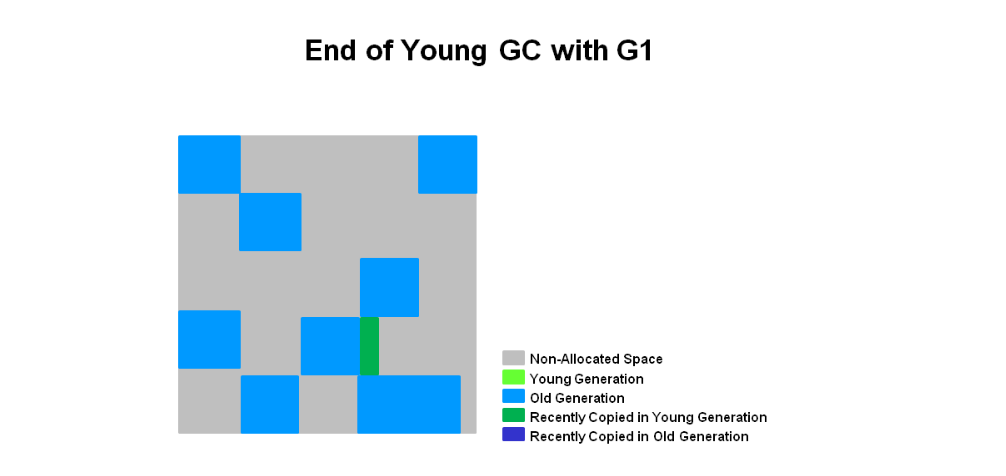 End of Young GC with G1
Non-Allocated Space
Young Generation
Old Generation
Recently Copied in Young Generation
Recently Copied in Old Generation